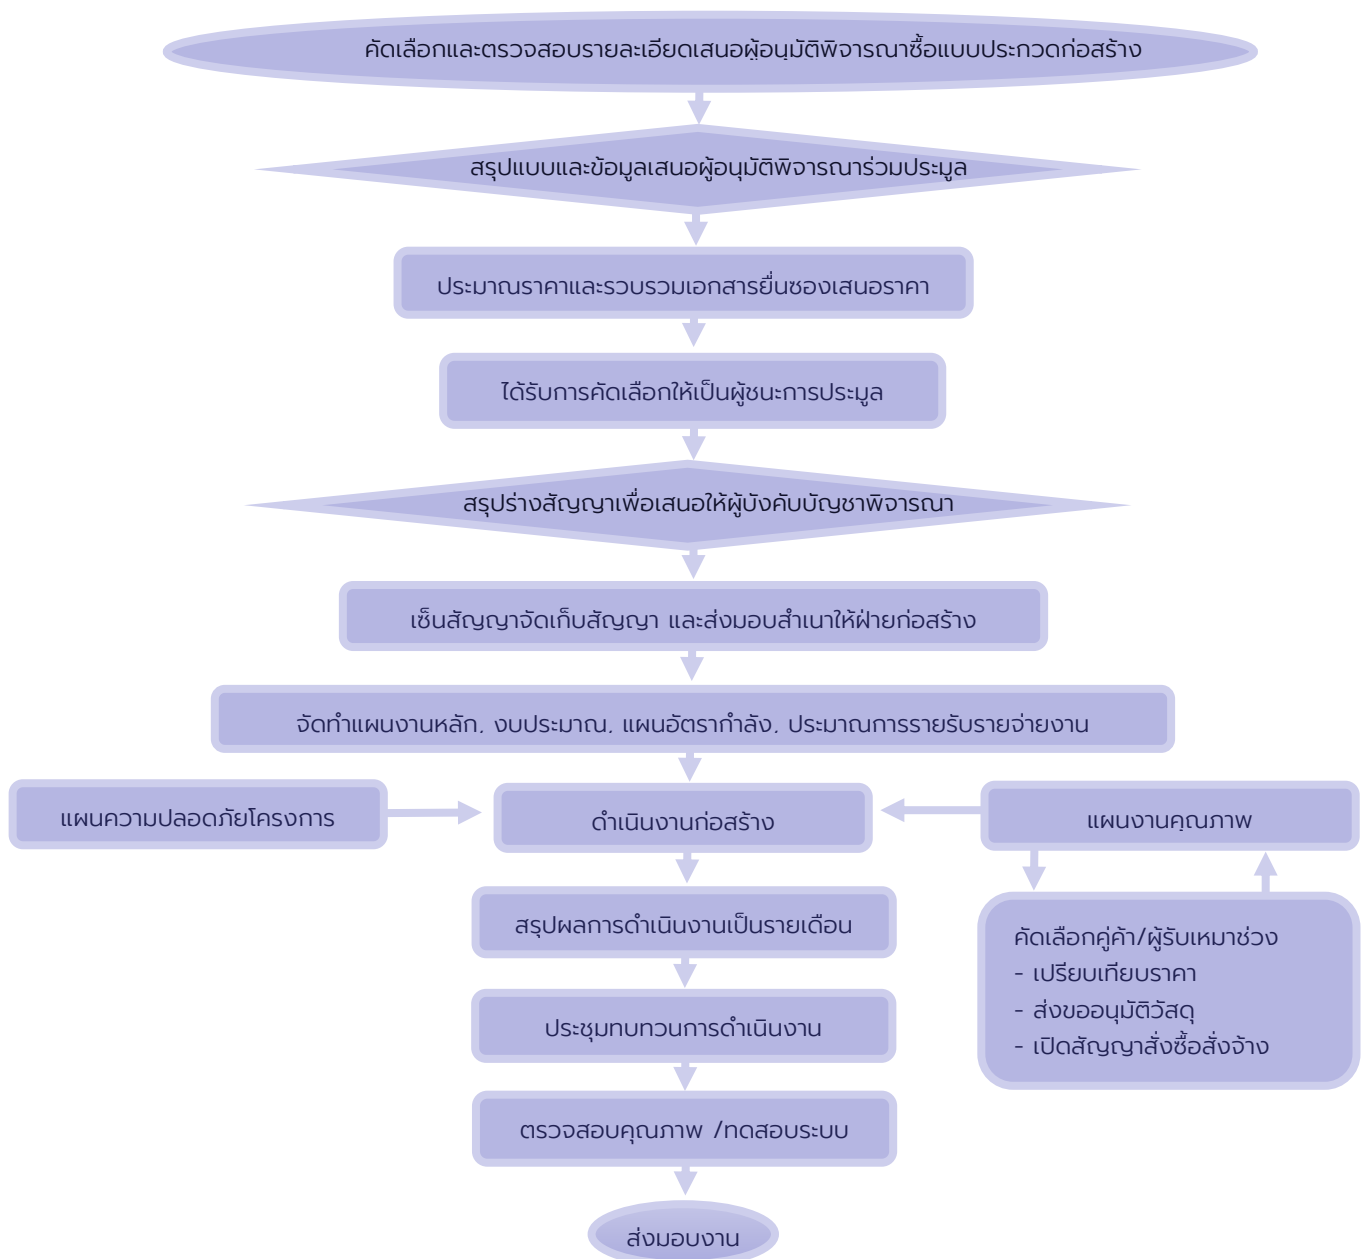 คัดเลือกและตรวจสอบรายละเอียดเสนอผู้อนุมัติพิจารณาซื้อแบบประกวดก่อสร้าง
สรุปแบบและข้อมูลเสนอผู้อนุมัติพิจารณาร่วมประมูล
ประมาณราคาและรวบรวมเอกสารยื่นซองเสนอราคา
ได้รับการคัดเลือกให้เป็นผู้ชนะการประมูล
สรุปร่างสัญญาเพื่อเสนอให้ผู้บังคับบัญชาพิจารณา
เซ็นสัญญาจัดเก็บสัญญา และส่งมอบสำเนาให้ฝ่ายก่อสร้าง
จัดทำแผนงานหลัก, งบประมาณ, แผนอัตรากำลัง, ประมาณการรายรับรายจ่ายงาน
แผนความปลอดภัยโครงการ
ดำเนินงานก่อสร้าง
แผนงานคุณภาพ
สรุปผลการดำเนินงานเป็นรายเดือน
คัดเลือกคู่ค้า/ผู้รับเหมาช่วง
- เปรียบเทียบราคา
- ส่งขออนุมัติวัสดุ
- เปิดสัญญาสั่งซื้อสั่งจ้าง
ประชุมทบทวนการดำเนินงาน
ตรวจสอบคุณภาพ /ทดสอบระบบ
ส่งมอบงาน